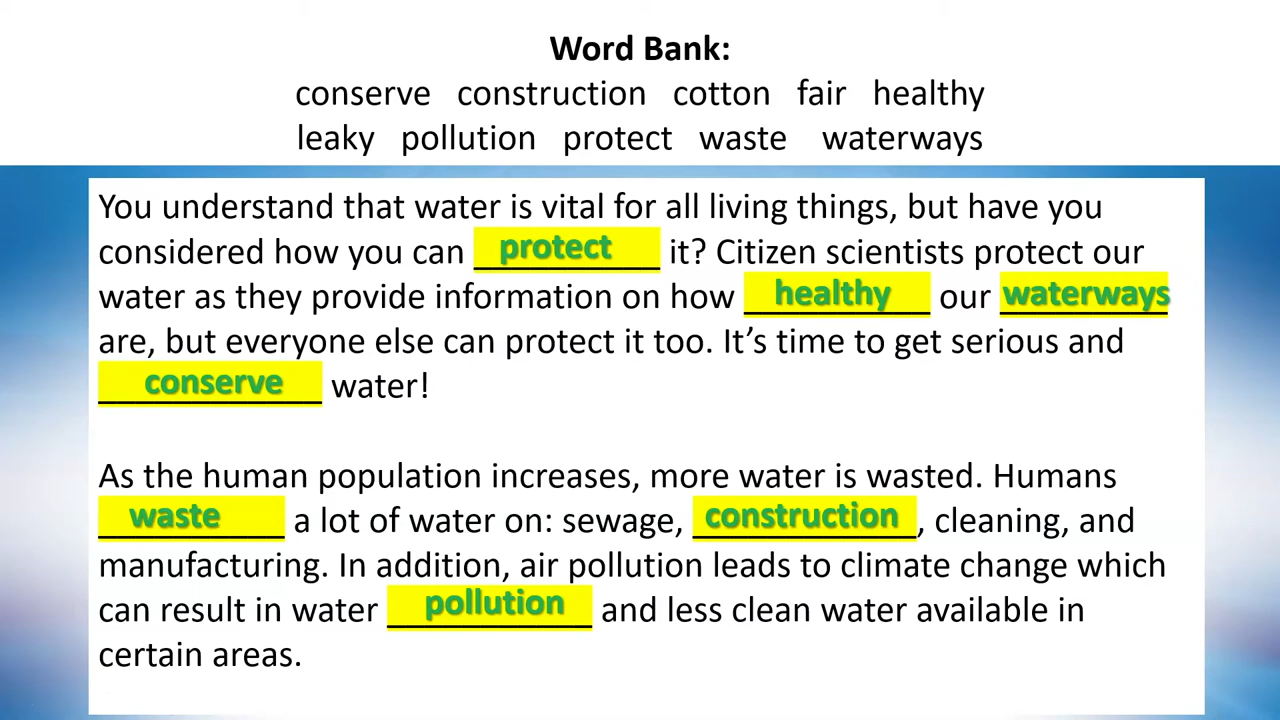 Word Bank:
conserve construction cotton fair healthy
leaky pollution protect waste waterways
You understand that water is vital for all living things, but have you
considered how you can protect it? Citizen scientists protect our
water as they provide information on how healthy our waterways
are, but everyone else can protect it too. It’s time to get serious and
conserve water!
As the human population increases, more water is wasted. Humans
waste a lot of water on: sewage, construction, cleaning, and
manufacturing. In addition, air pollution leads to climate change which
can result in water pollution and less clean water available in
certain areas.